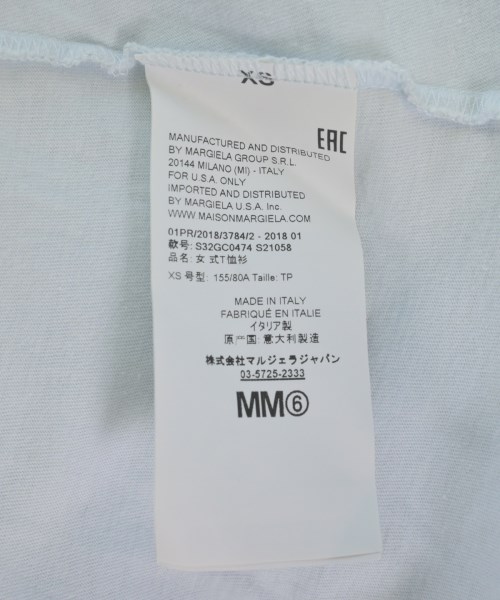 XS
EAC
MANUFACTURED AND DISTRIBUTED
BY MARGIELA GROUP S.R.L.
20144 MILANO (MI) - ITALY
FOR U.S.A. ONLY
IMPORTED AND DISTRIBUTED
BY MARGIELA U.S.A. Inc.
WWW.MAISONMARGIELA.COM
01PR/2018/3784/2 - 2018 01
款号: S32GC0474 S21058
品名: 女 式T恤衫
XS 号型: 155/80A Taille: TP
MADE IN ITALY
FABRIQUÉ EN ITALIE
イタリア製
原产国: 意大利製造
株式会社マルジェラジャパン
03-5725-2333
MM⑥